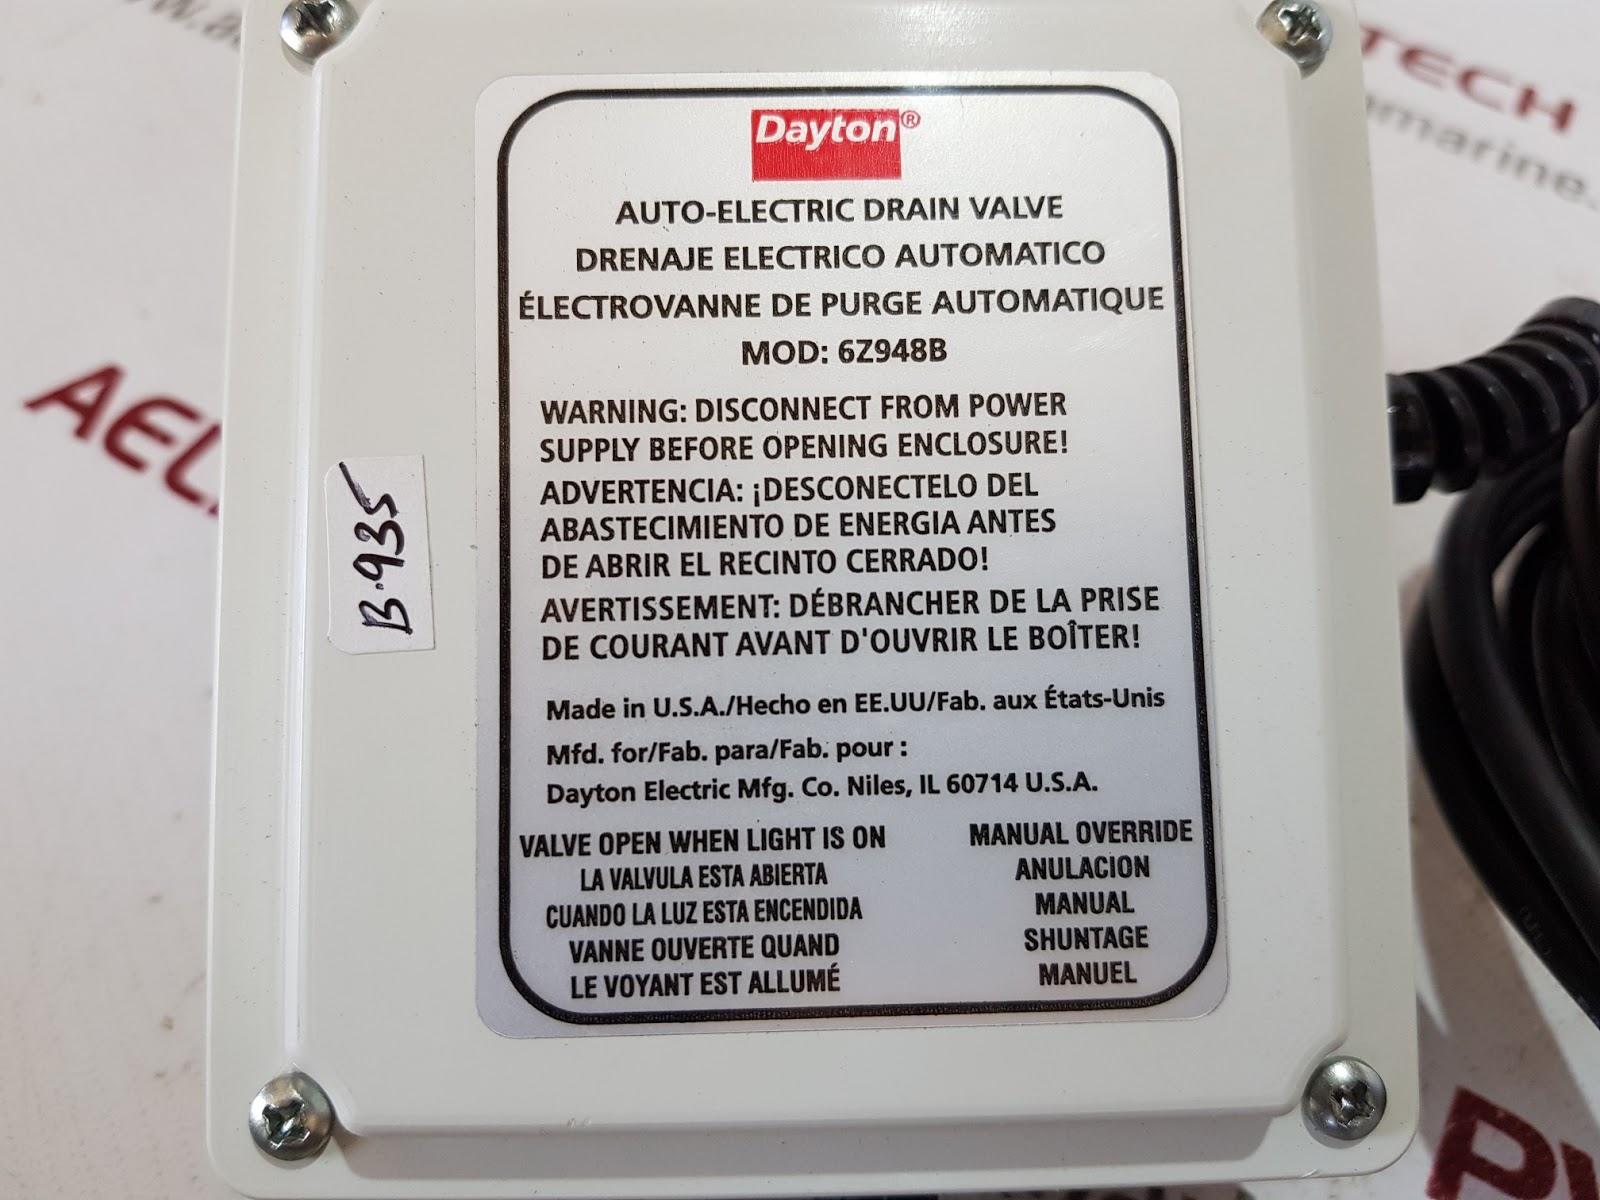 Dayton®
AUTO-ELECTRIC DRAIN VALVE
DRENAJE ELECTRICO AUTOMATICO
ÉLECTROVANNE DE PURGE AUTOMATIQUE
MOD: 6Z948B
WARNING: DISCONNECT FROM POWER
SUPPLY BEFORE OPENING ENCLOSURE!
ADVERTENCIA: ¡DESCONECTELO DEL
ABASTECIMIENTO DE ENERGIA ANTES
DE ABRIR EL RECINTO CERRADO!
AVERTISSEMENT: DÉBRANCHER DE LA PRISE
DE COURANT AVANT D'OUVRIR LE BOÎTER!
Made in U.S.A./Hecho en EE.UU/Fab. aux États-Unis
Mfd. for/Fab. para/Fab. pour :
Dayton Electric Mfg. Co. Niles, IL 60714 U.S.A.
VALVE OPEN WHEN LIGHT IS ON
LA VALVULA ESTA ABIERTA
CUANDO LA LUZ ESTA ENCENDIDA
VANNE OUVERTE QUAND
LE VOYANT EST ALLUMÉ
MANUAL OVERRIDE
ANULACION
MANUAL
SHUNTAGE
MANUEL
B.935
TECH